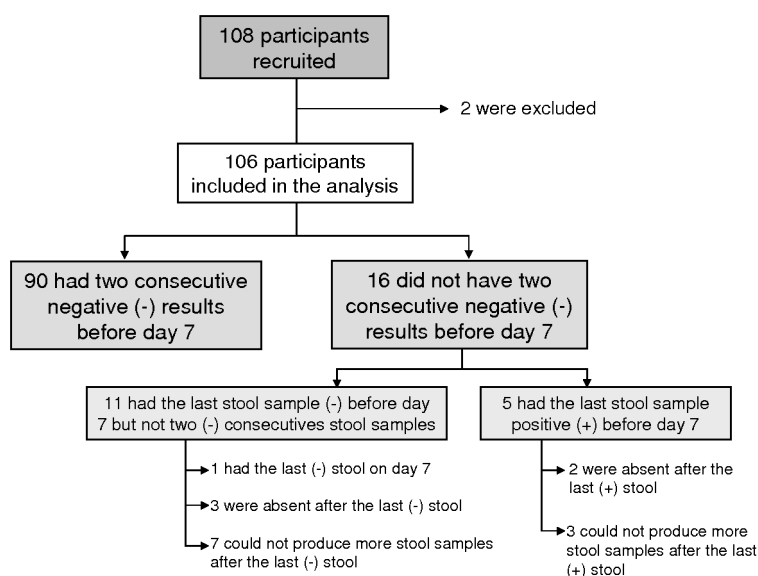 108 participants
recruited
2 were excluded
106 participants
included in the analysis
90 had two consecutive
negative (-) results
before day 7
16 did not have two
consecutive negative (-)
results before day 7
11 had the last stool sample (-) before day
7 but not two (-) consecutives stool samples
1 had the last (-) stool on day 7
3 were absent after the last (-) stool
7 could not produce more stool samples
after the last (-) stool
5 had the last stool sample
positive (+) before day 7
2 were absent after the
last (+) stool
3 could not produce more
stool samples after the last
(+) stool